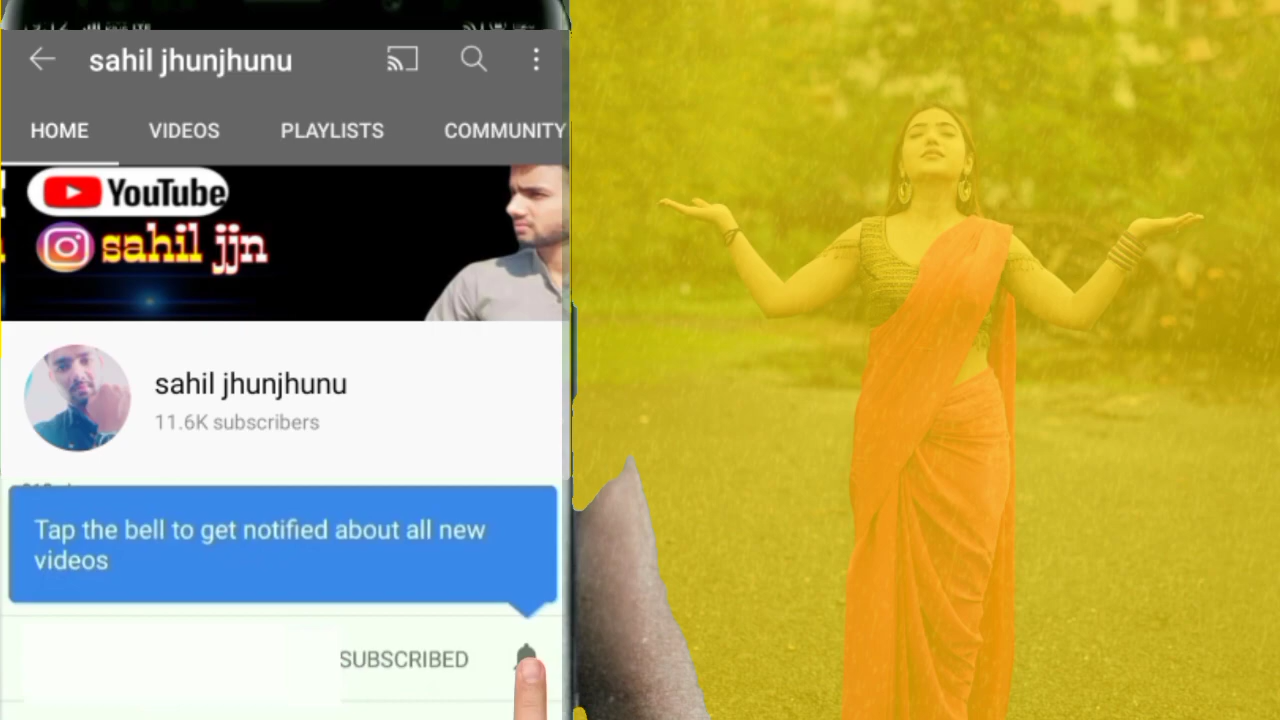 sahil jhunjhunu
HOME VIDEOS PLAYLISTS COMMUNITY
YouTube
sahil jjn
sahil jhunjhunu
11.6K subscribers
Tap the bell to get notified about all new
videos
SUBSCRIBED